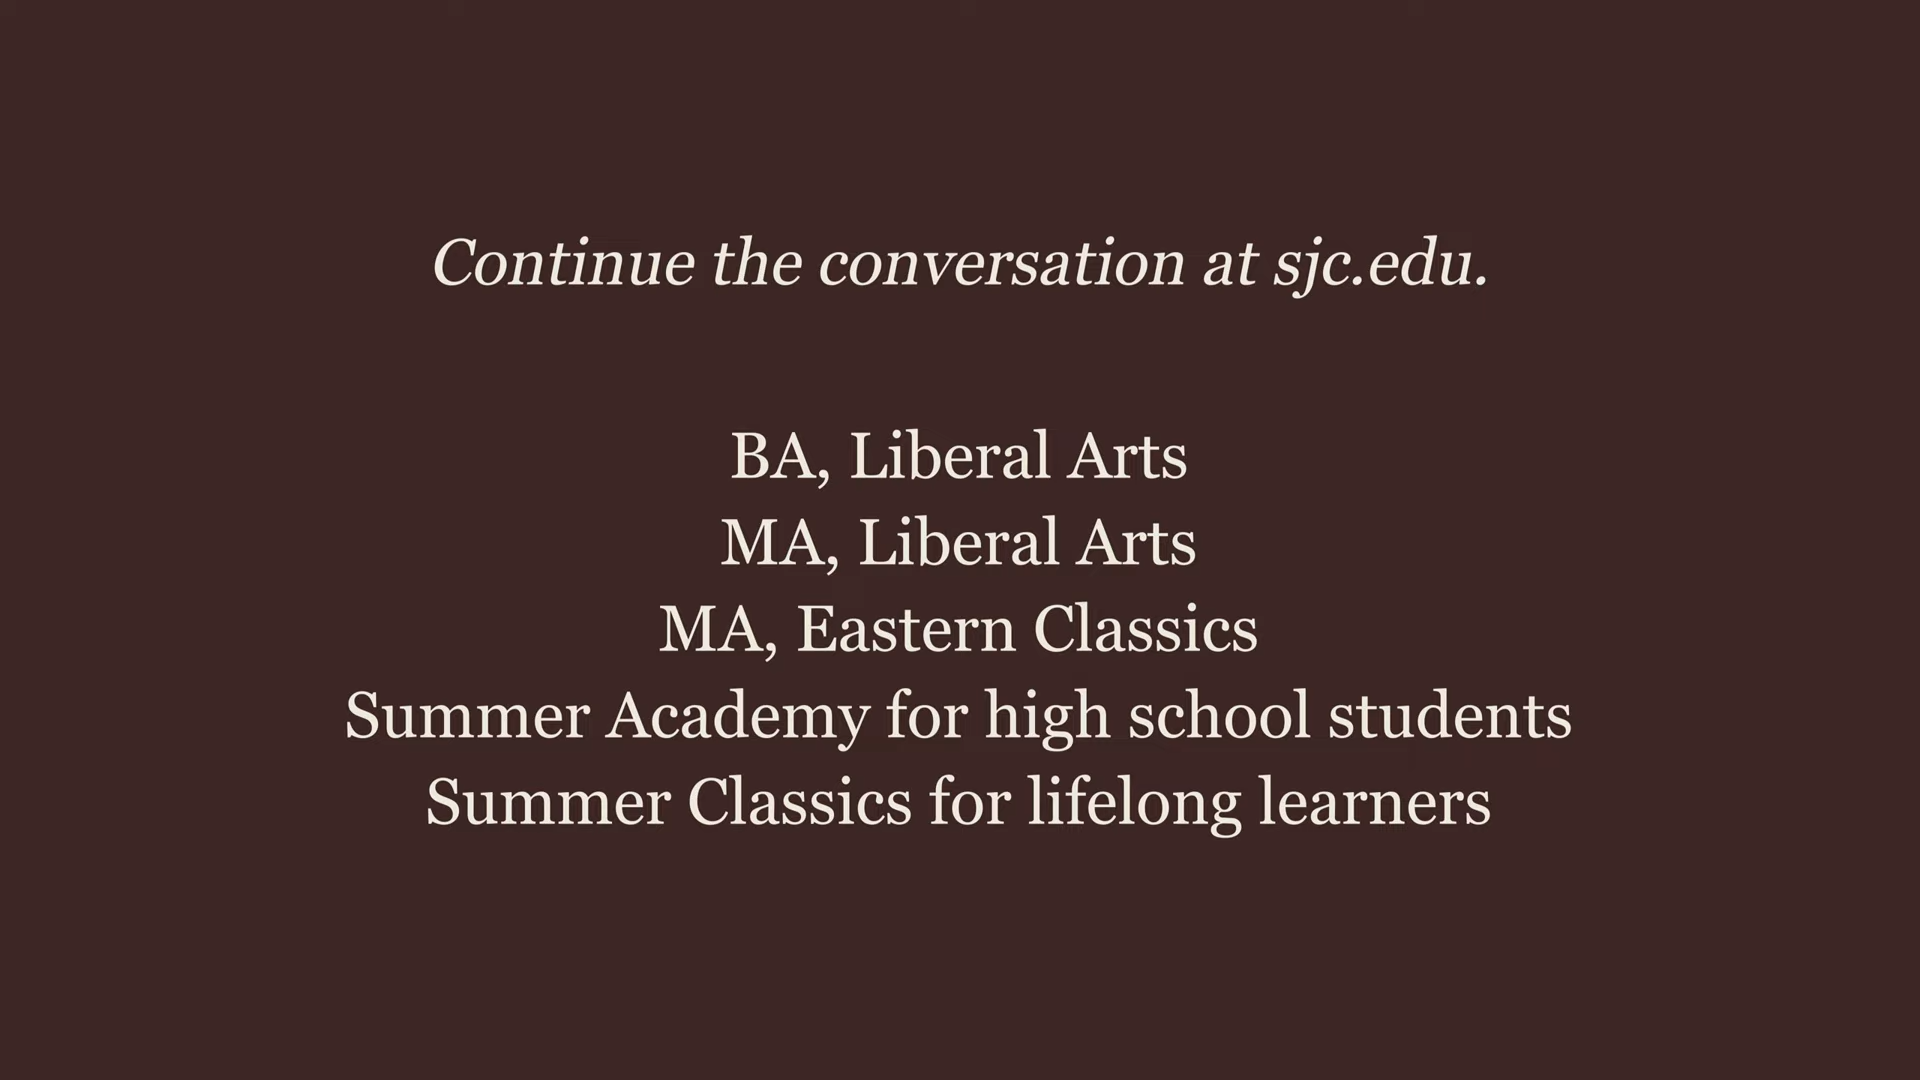 Continue the conversation at sjc.edu.
BA, Liberal Arts
MA, Liberal Arts
MA, Eastern Classics
Summer Academy for high school students
Summer Classics for lifelong learners